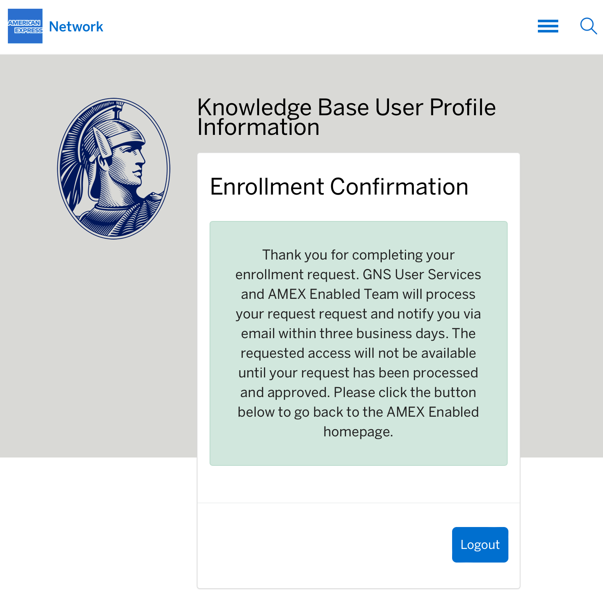 AMERICAN
EXPRESS
Network
Knowledge Base User Profile
Information
Enrollment Confirmation
Thank you for completing your
enrollment request. GNS User Services
and AMEX Enabled Team will process
your request request and notify you via
email within three business days. The
requested access will not be available
until your request has been processed
and approved. Please click the button
below to go back to the AMEX Enabled
homepage.
Logout